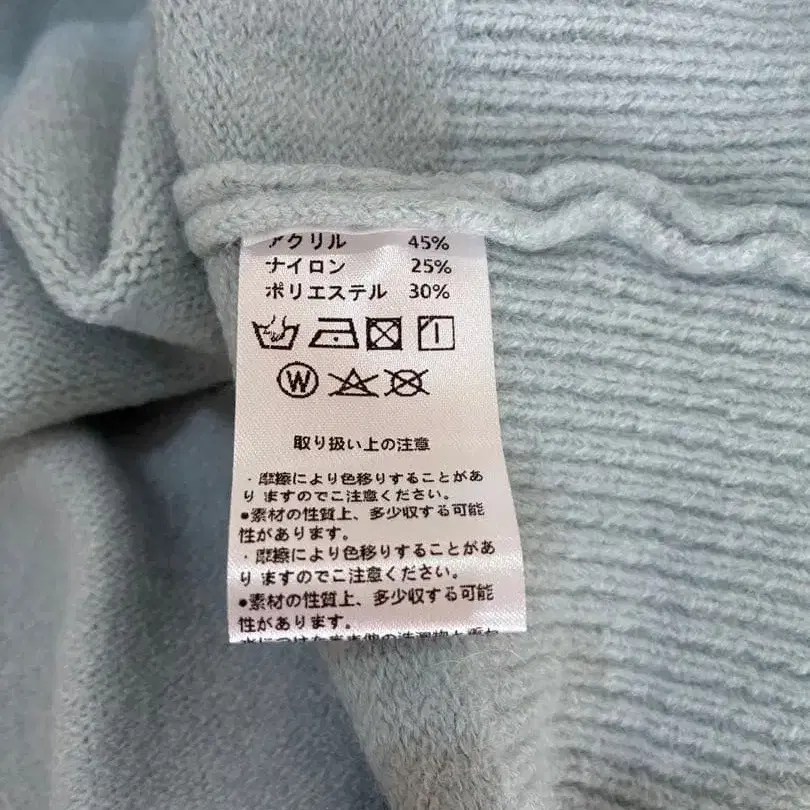 アクリル 45%
ナイロン 25%
ポリエステル 30%
W
取り扱い上の注意
・摩擦により色移りすることがあ
り ますのでご注意ください。
●素材の性質上、多少収する可能
性があります。
・摩擦により色移りすることがあ
り ますのでご注意ください。
●素材の性質上、多少収する可能
性があります。